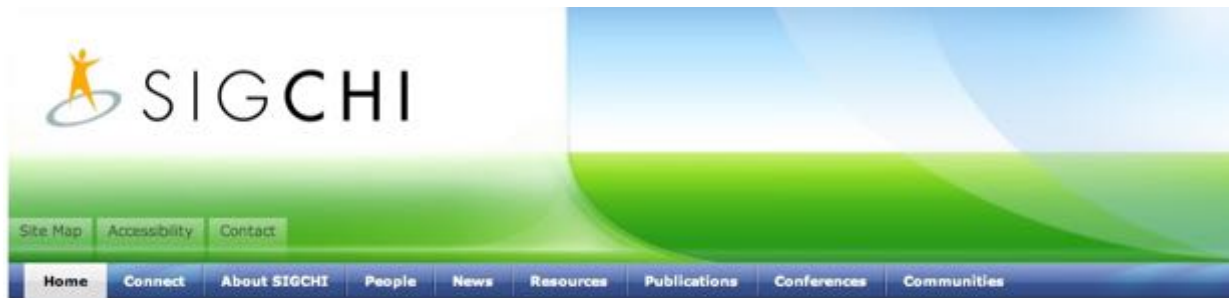 SIGCHI
Site Map Accessibility Contact
Home Connect About SIGCHI People News Resources Publications Conferences Communities